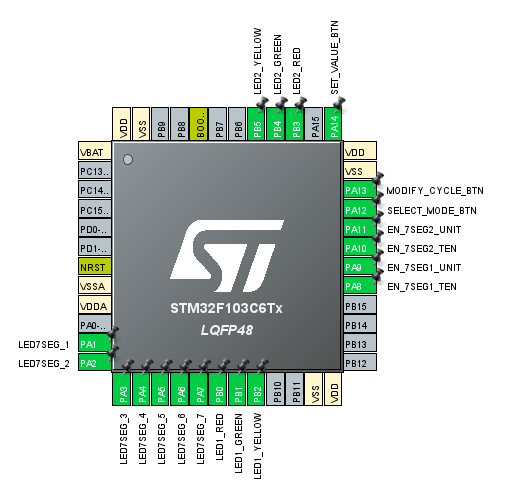 LED2_YELLOW
LED2_GREEN
LED2_RED
SET_VALUE_BTN
VDD
VSS
PB9
PB8
BOO..
PB7
PB6
PB5
PB4
PB3
PA15
PA14
VBAT
PC13..
PC14..
PC15..
PD0-..
PD1-..
NRST
VSSA
VDDA
PA0-..
LED7SEG_1
PA1
LED7SEG_2
PA2
STM32F103C6Tx
LQFP48
VDD
VSS
PA13
MODIFY_CYCLE_BTN
PA12
SELECT_MODE_BTN
PA11
EN_7SEG2_UNIT
PA10
EN_7SEG2_TEN
PA9
EN_7SEG1_UNIT
PA8
EN_7SEG1_TEN
PB15
PB14
PB13
PB12
PA3
PA4
PA5
PA6
PA7
PB0
PB1
PB2
PB10
PB11
VSS
VDD
LED7SEG_3
LED7SEG_4
LED7SEG_5
LED7SEG_6
LED7SEG_7
LED1_RED
LED1_GREEN
LED1_YELLOW